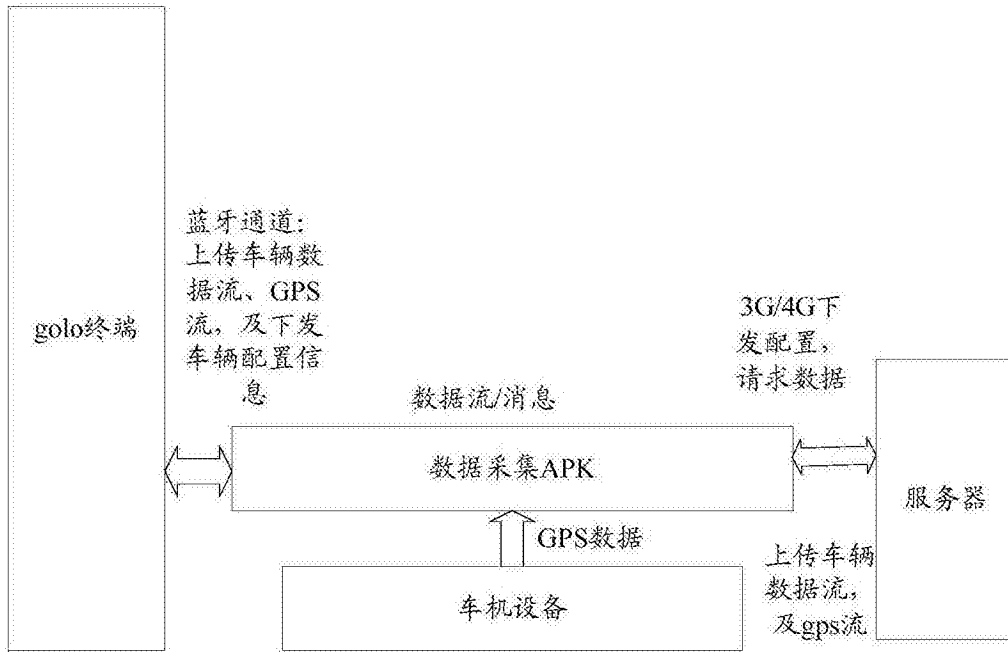 golo终端
蓝牙通道:
上传车辆数
据流、GPS
流，及下发
车辆配置信
息
数据流/消息
数据采集APK
GPS数据
车机设备
3G/4G下
发配置，
请求数据
服务器
上传车辆
数据流，
及gps流